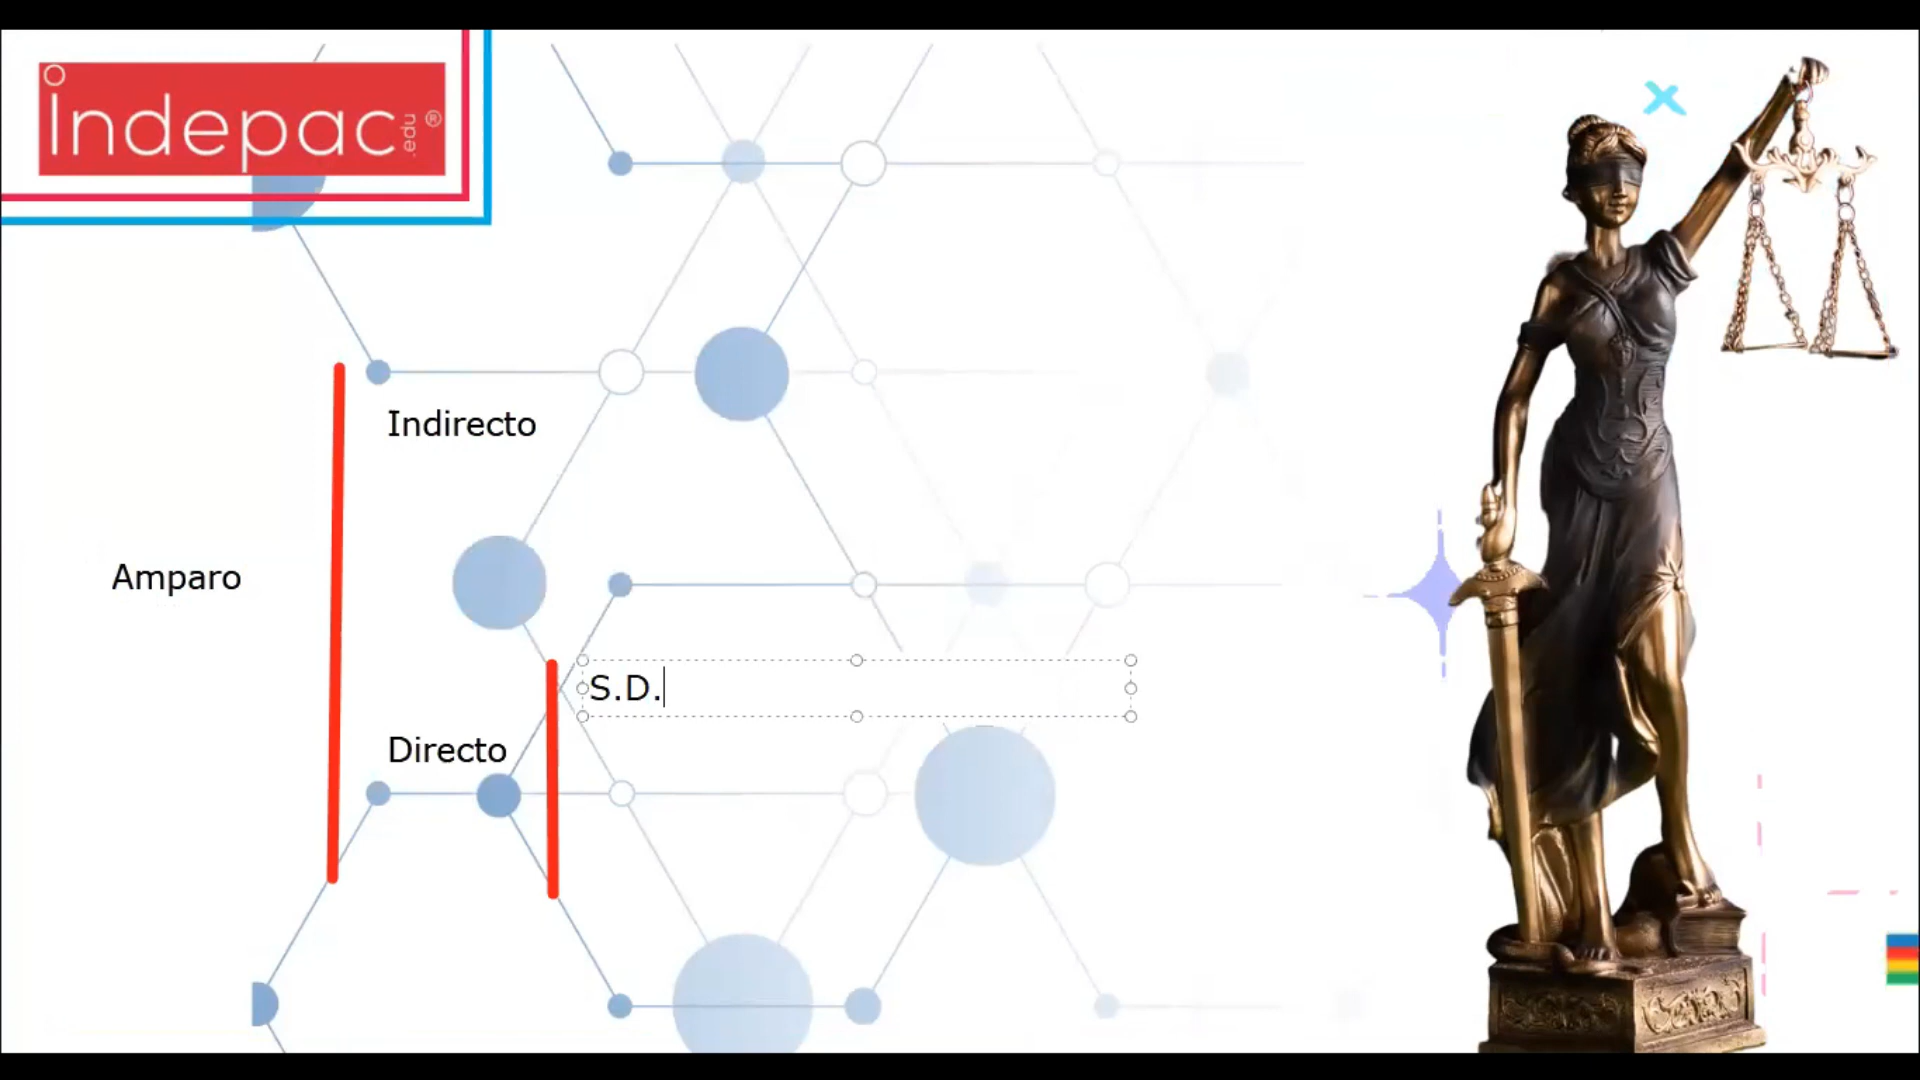 indepac .edu ®
Indirecto
Amparo
S.D.
Directo